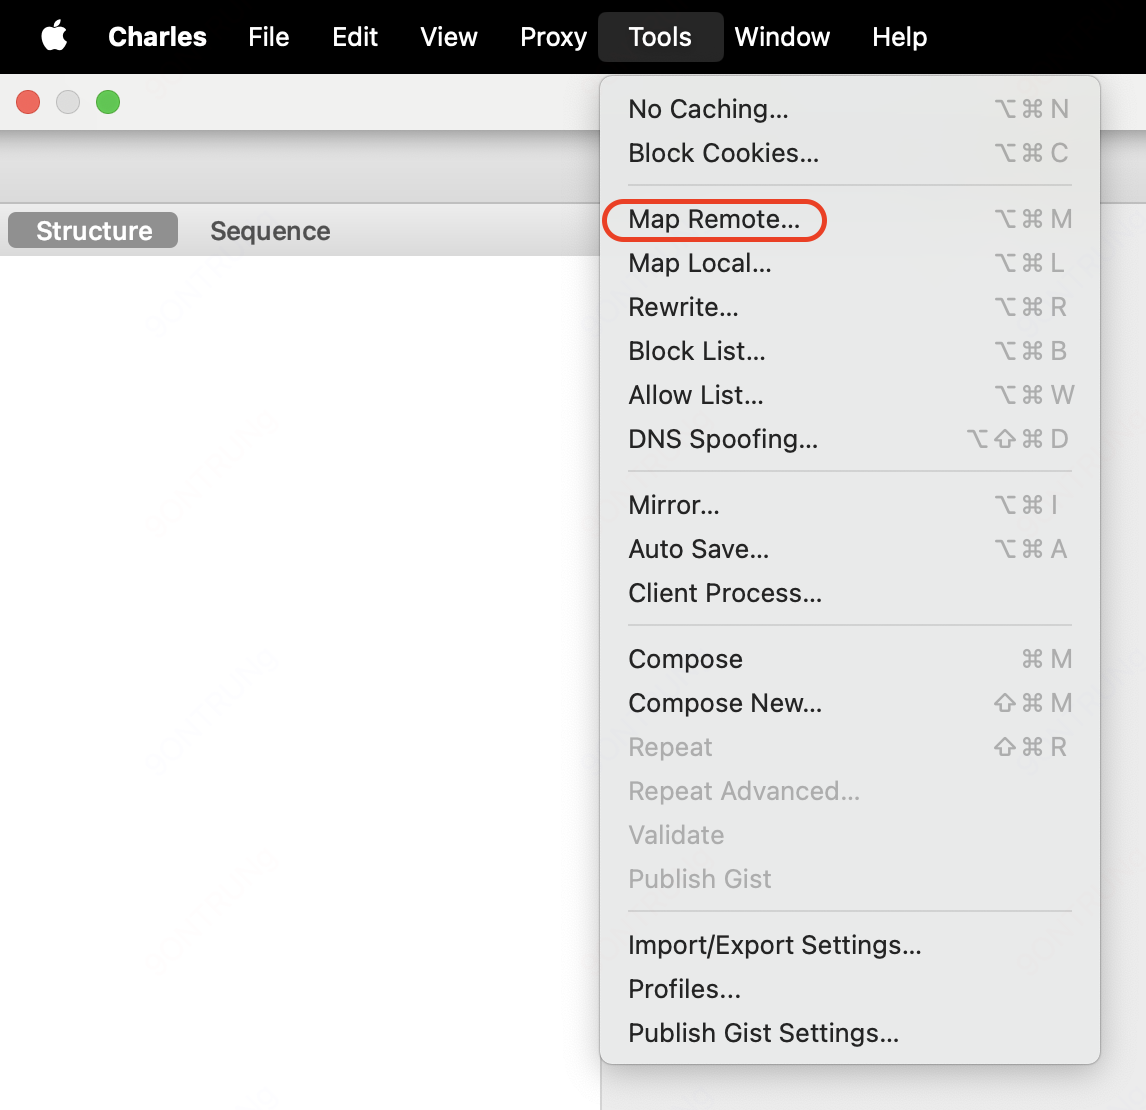 Charles File Edit View Proxy Tools Window Help
Structure Sequence
No Caching... ⌥⌘N
Block Cookies... ⌥⌘C
Map Remote... ⌥⌘M
Map Local... ⌥⌘L
Rewrite... ⌥⌘R
Block List... ⌥⌘B
Allow List... ⌥⌘W
DNS Spoofing... ⌥⇧⌘D
Mirror... ⌥⌘I
Auto Save... ⌥⌘A
Client Process...
Compose ⌘M
Compose New... ⇧⌘M
Repeat ⇧⌘R
Repeat Advanced...
Validate
Publish Gist
Import/Export Settings...
Profiles...
Publish Gist Settings...